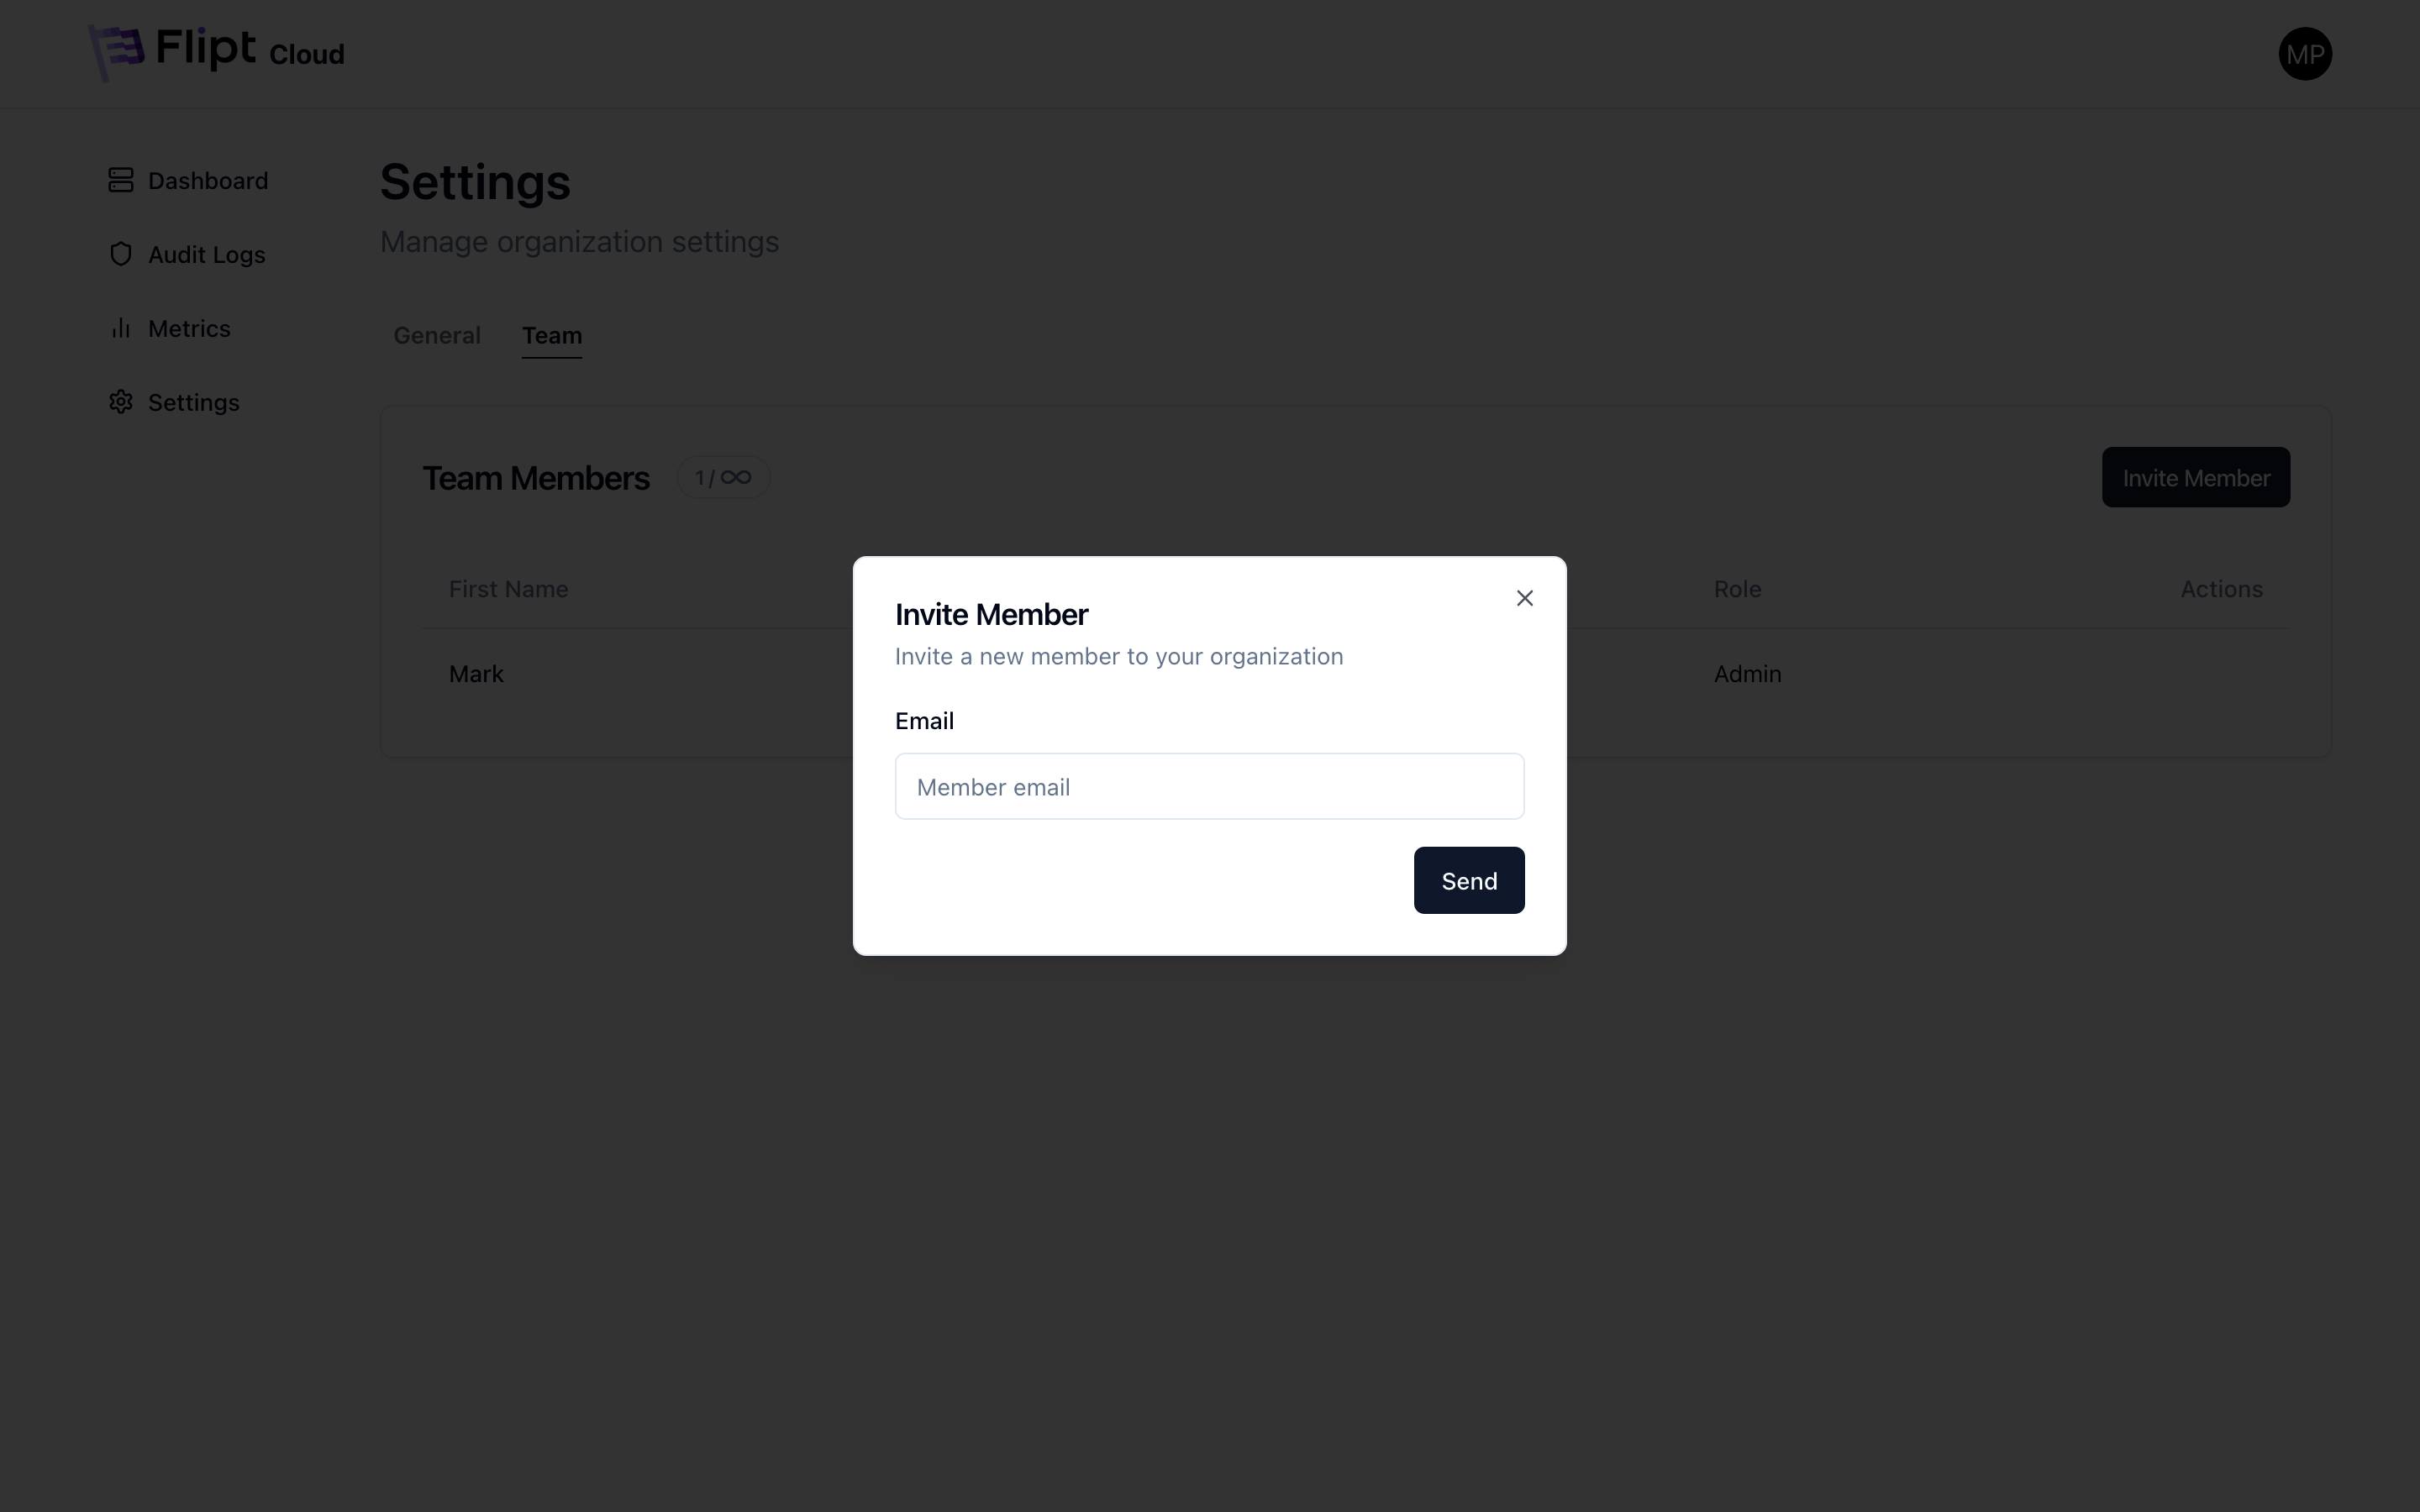 Flipt Cloud
MP
Dashboard
Audit Logs
Metrics
Settings
Settings
Manage organization settings
General Team
Team Members 1 / ∞
Invite Member
First Name Role Actions
Mark Admin
Invite Member
Invite a new member to your organization
Email
Member email
Send